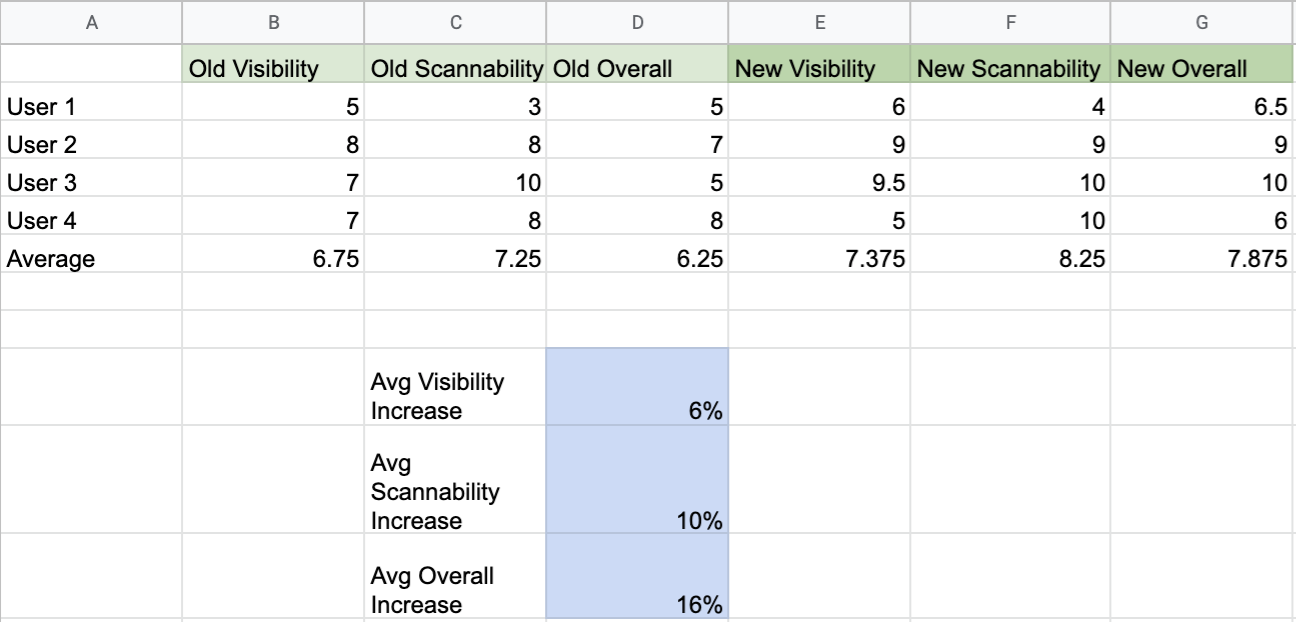 A B C D E F G
Old Visibility Old Scannability Old Overall New Visibility New Scannability New Overall
User 1 5 3 5 6 4 6.5
User 2 8 8 7 9 9 9
User 3 7 10 5 9.5 10 10
User 4 7 8 8 5 10 6
Average 6.75 7.25 6.25 7.375 8.25 7.875
Avg Visibility
Increase 6%
Avg
Scannability
Increase 10%
Avg Overall
Increase 16%